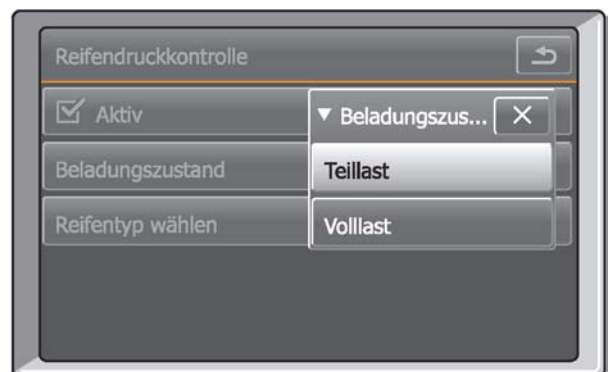 Reifendruckkontrolle
Aktiv
Beladungszus...
Beladungszustand
Teillast
Reifentyp wählen
Volllast